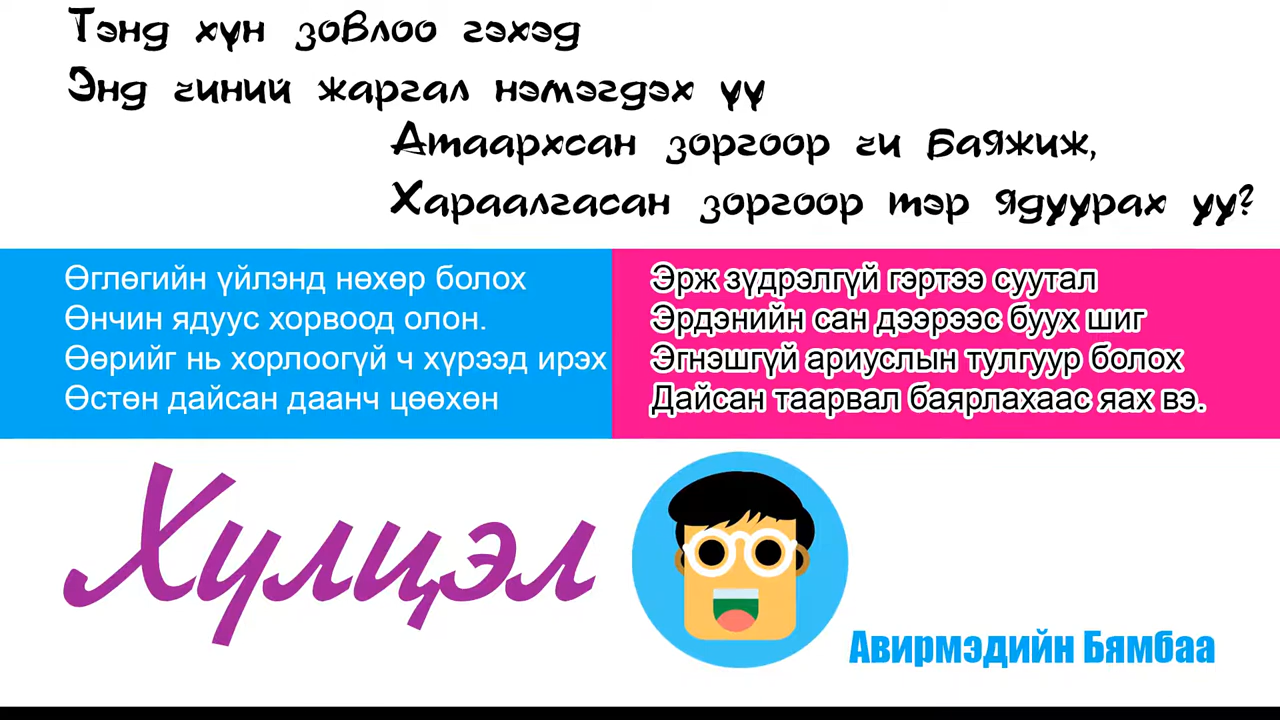 Тэнд хүн зовлоо гэхэд
Энд чиний жаргал нэмэгдэх үү
Атаархсан зоргоор чи баяжиж,
Хараалгасан зоргоор тэр ядуурах уу?
Өглөгийн үйлэнд нөхөр болох
Өнчин ядуус хорвоод олон.
Өөрийг нь хорлоогүй ч хүрээд ирэх
Өстөн дайсан даанч цөөхөн
Эрж зүдрэлгүй гэртээ суутал
Эрдэнийн сан дээрээс буух шиг
Эгнэшгүй ариуслын тулгуур болох
Дайсан таарвал баярлахаас яах вэ.
Хүлцэл
Авирмэдийн Бямбаа